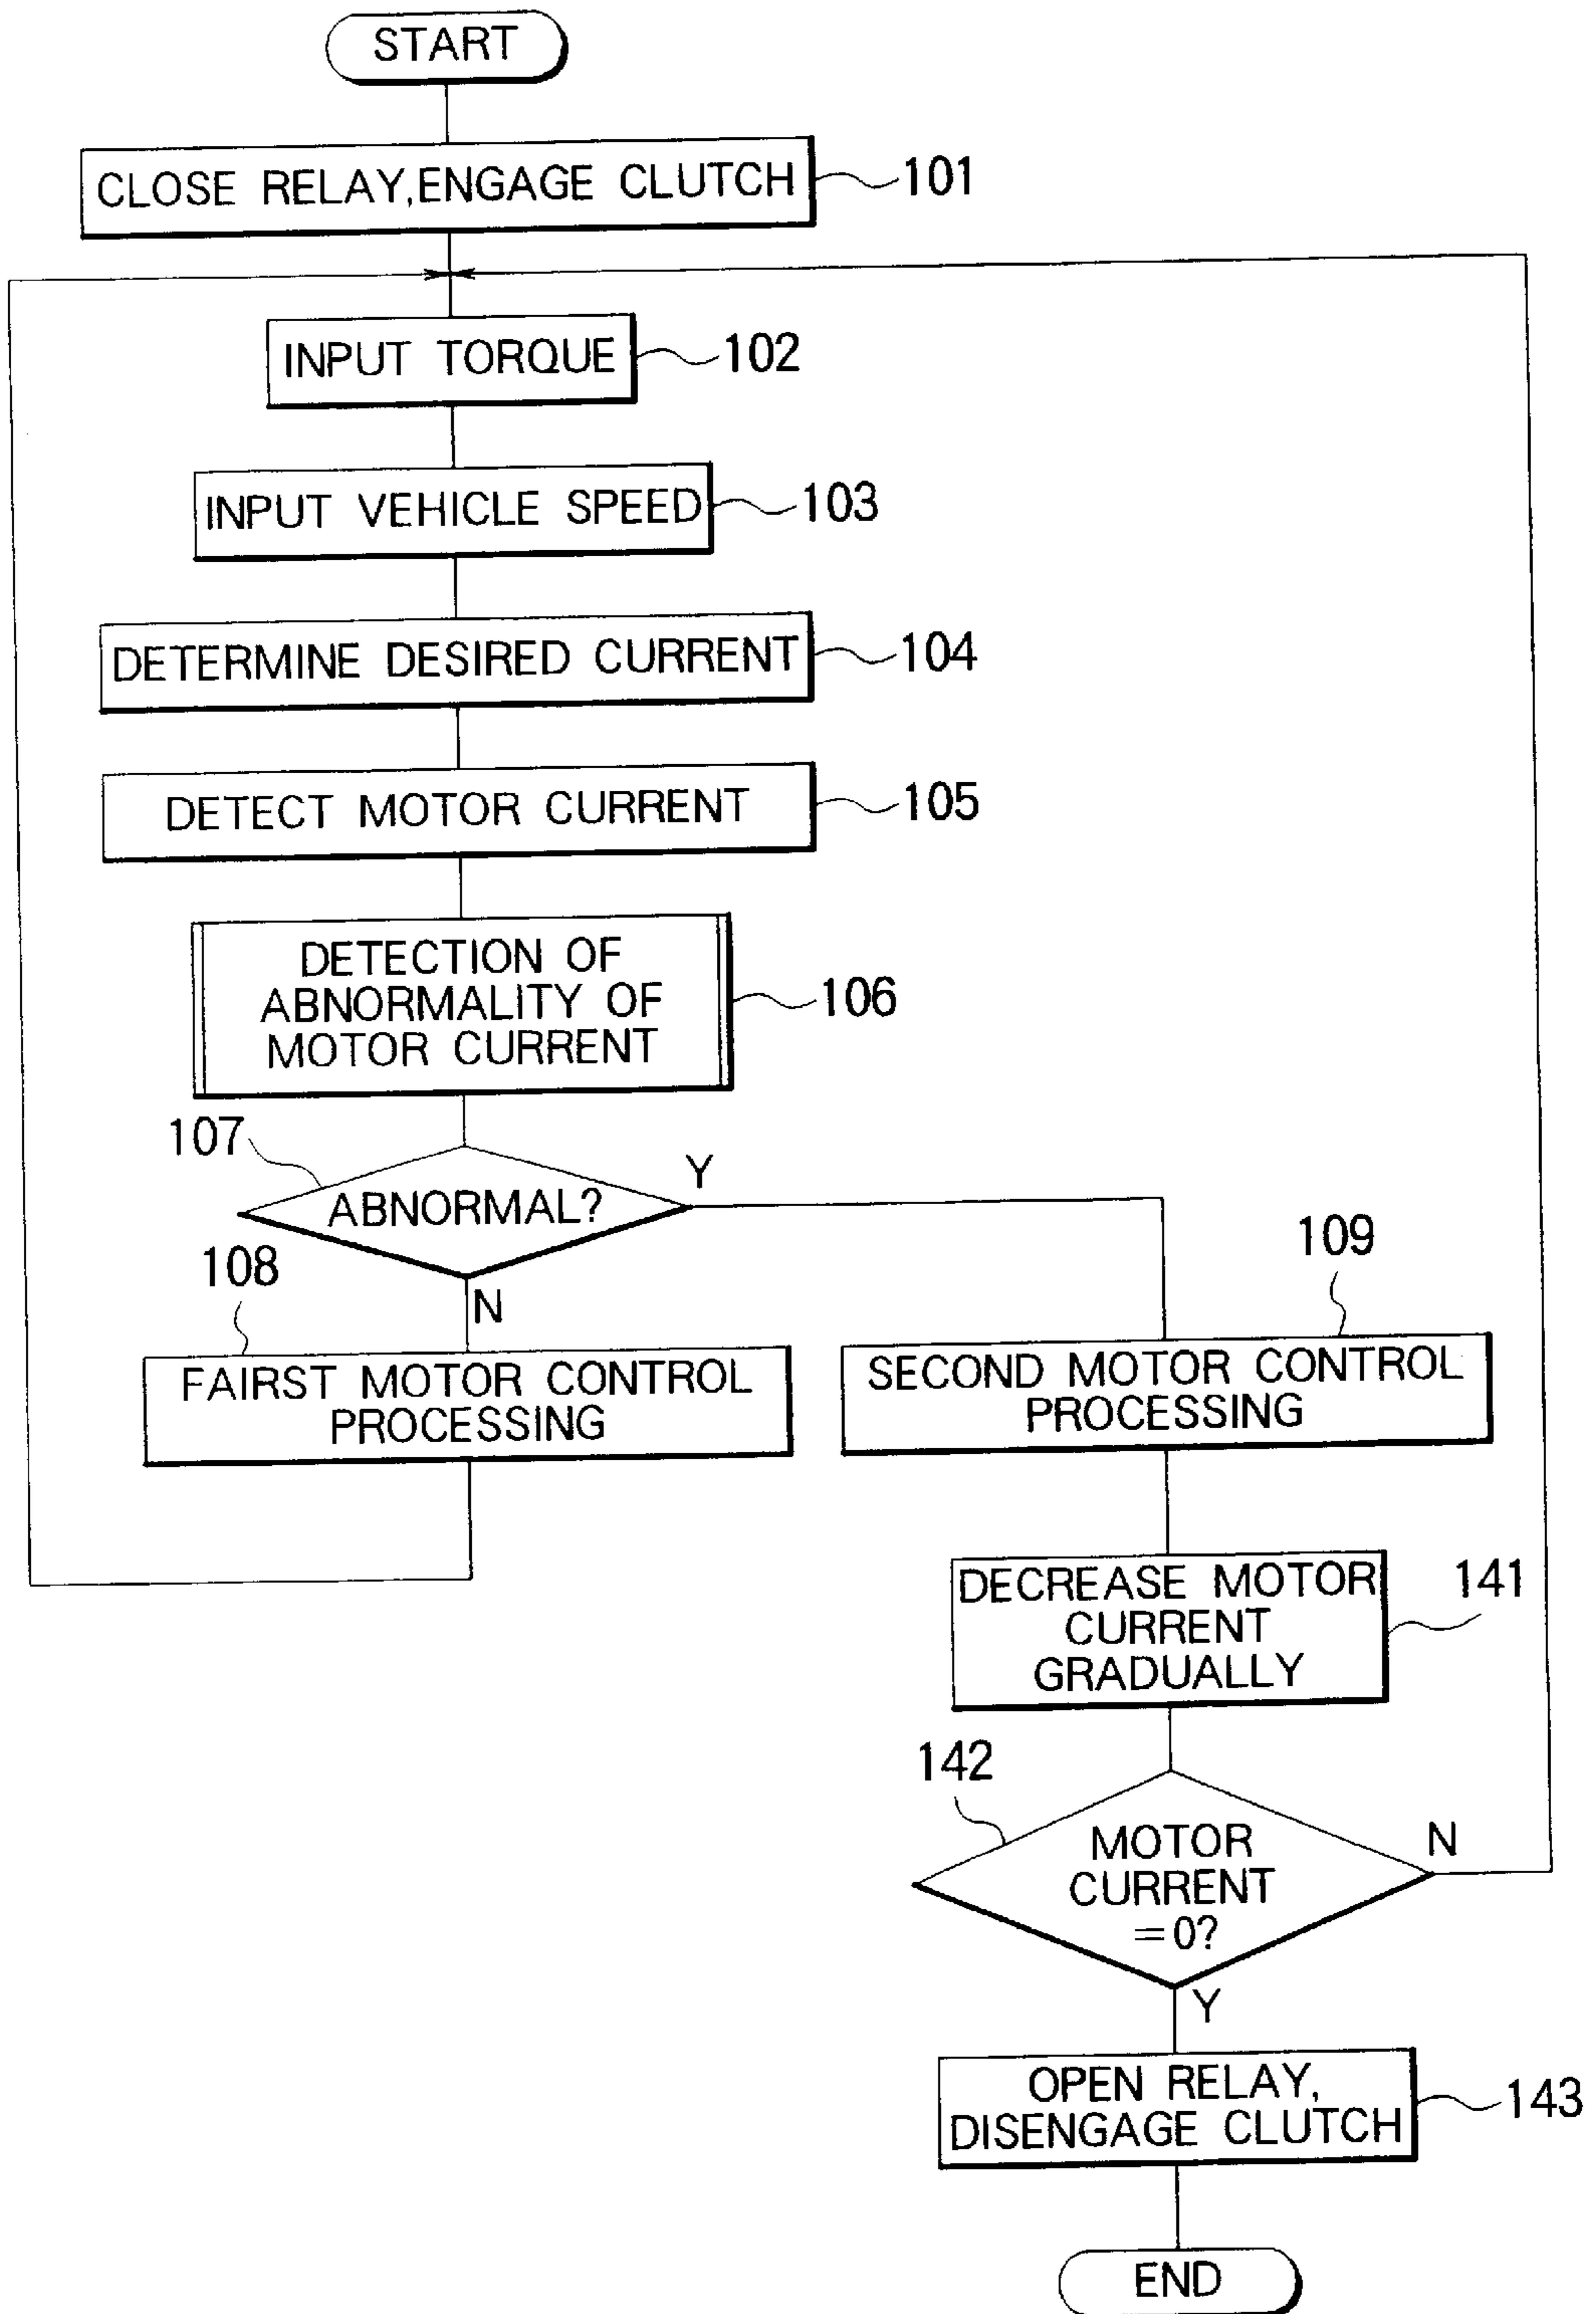 START
CLOSE RELAY,ENGAGE CLUTCH
101
INPUT TORQUE
102
INPUT VEHICLE SPEED
103
DETERMINE DESIRED CURRENT
104
DETECT MOTOR CURRENT
105
DETECTION OF
ABNORMALITY OF
MOTOR CURRENT
106
107
ABNORMAL?
Y
N
108
FAIRST MOTOR CONTROL
PROCESSING
109
SECOND MOTOR CONTROL
PROCESSING
DECREASE MOTOR
CURRENT
GRADUALLY
141
142
MOTOR
CURRENT
=0?
N
Y
OPEN RELAY,
DISENGAGE CLUTCH
143
END